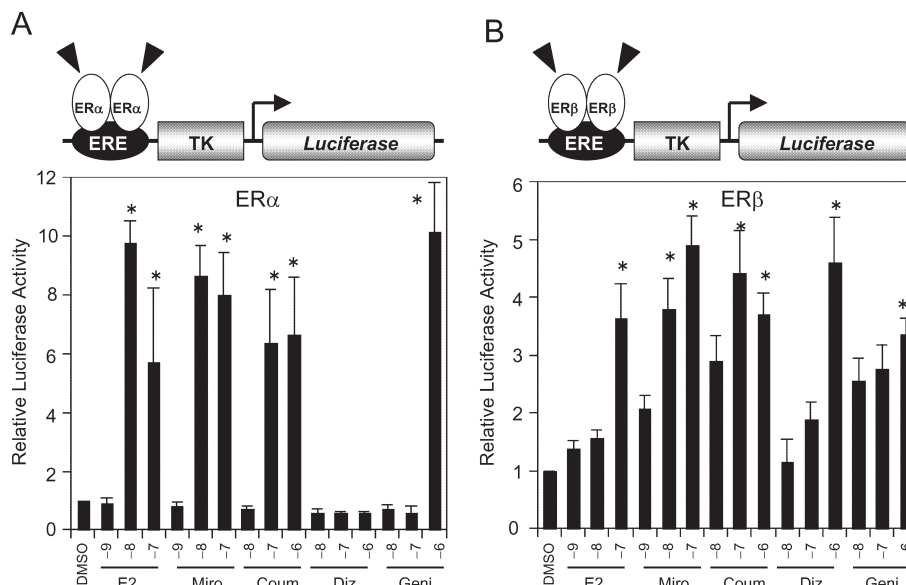 A
ERα ERα
ERE TK Luciferase
ERα
Relative Luciferase Activity
12
10
8
6
4
2
0
* * * * * * *
DMSO -9 -8 -7 -9 -8 -7 -8 -7 -6 -8 -7 -6 -8 -7 -6
E2 Miro Coum Diz Geni
B
ERβ ERβ
ERE TK Luciferase
ERβ
Relative Luciferase Activity
6
5
4
3
2
1
0
* * * * * * *
DMSO -9 -8 -7 -9 -8 -7 -8 -7 -6 -8 -7 -6 -8 -7 -6
E2 Miro Coum Diz Geni